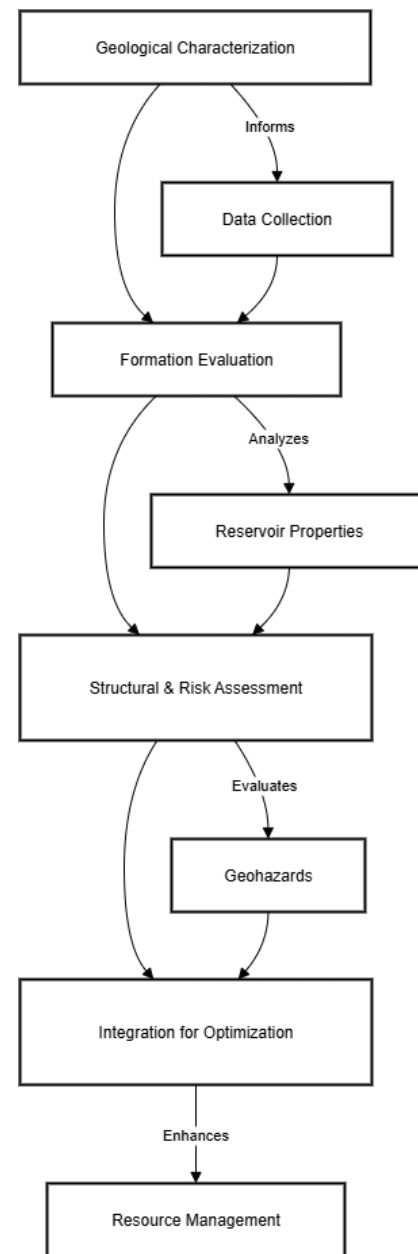 Geological Characterization
Informs
Data Collection
Formation Evaluation
Analyzes
Reservoir Properties
Structural & Risk Assessment
Evaluates
Geohazards
Integration for Optimization
Enhances
Resource Management